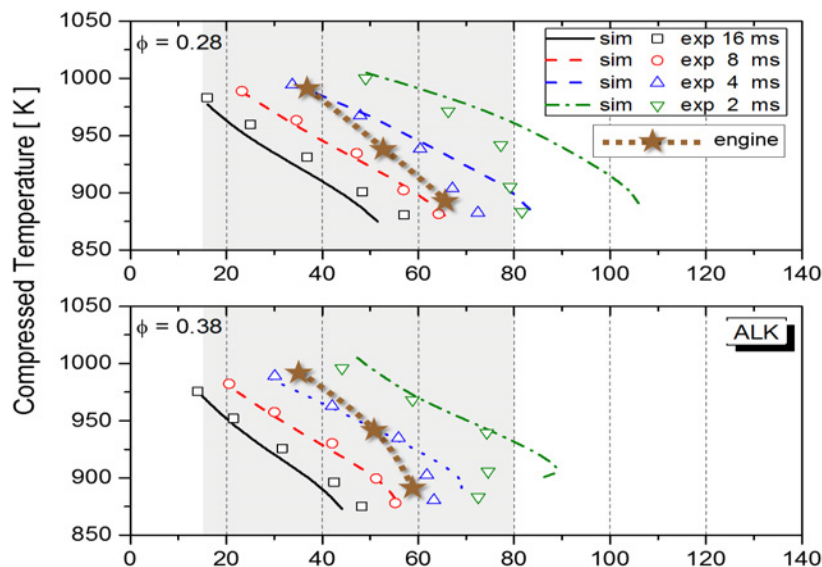 Compressed Temperature [ K ]
1050
1000
950
900
850
ϕ = 0.28
sim exp 16 ms
sim exp 8 ms
sim exp 4 ms
sim exp 2 ms
engine
0 20 40 60 80 100 120 140
1050
1000
950
900
850
ϕ = 0.38
ALK
0 20 40 60 80 100 120 140